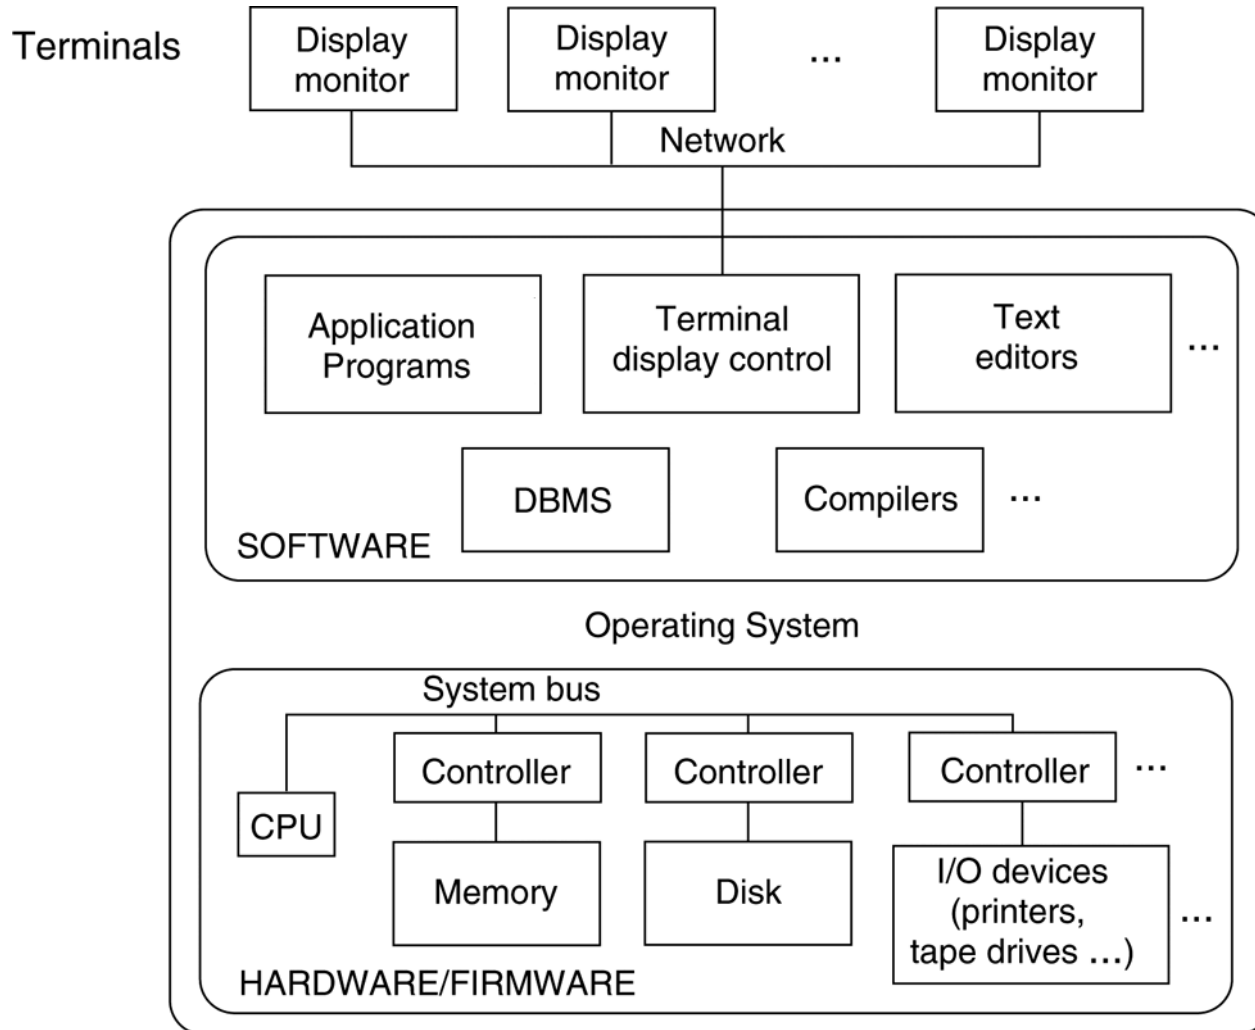 Terminals
Display
monitor
Display
monitor
...
Display
monitor
Network
Application
Programs
Terminal
display control
Text
editors
...
DBMS
Compilers
...
SOFTWARE
Operating System
System bus
Controller
Controller
Controller
...
CPU
Memory
Disk
I/O devices
(printers,
tape drives ...)
...
HARDWARE/FIRMWARE